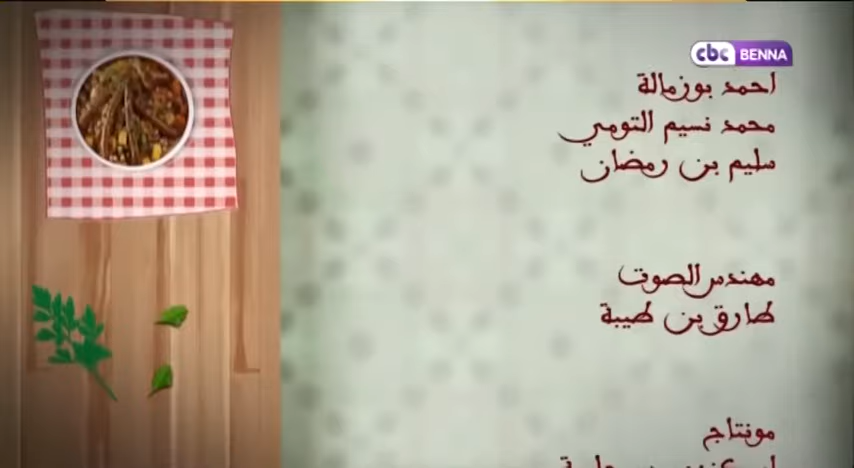 cbc BENNA
احمد بوزمالة
محمد نسيم التومي
سليم بن رمضان
مهندس الصوت
طارق بن طيبة
مونتاج